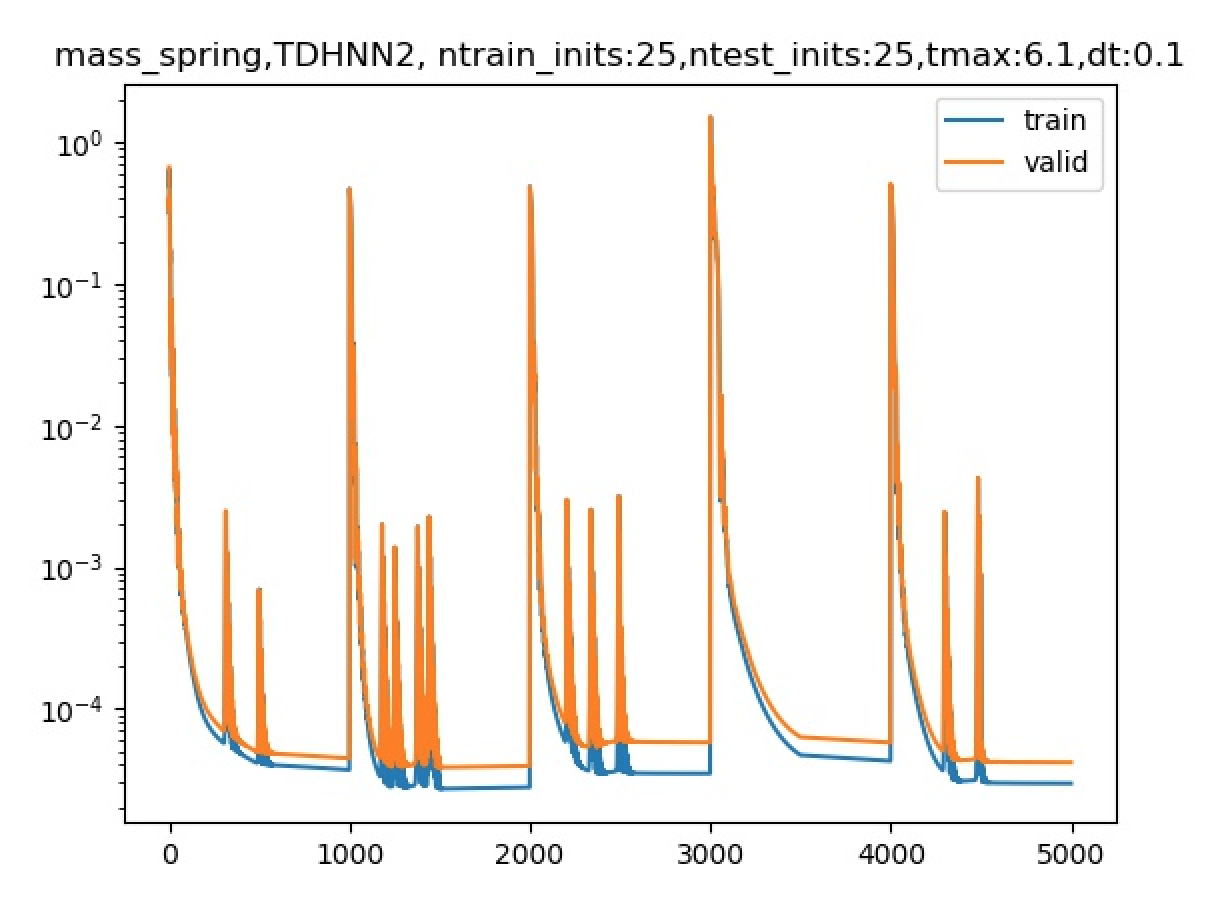 mass_spring,TDHNN2, ntrain_inits:25,ntest_inits:25,tmax:6.1,dt:0.1
train
valid
10⁰
10⁻¹
10⁻²
10⁻³
10⁻⁴
0 1000 2000 3000 4000 5000